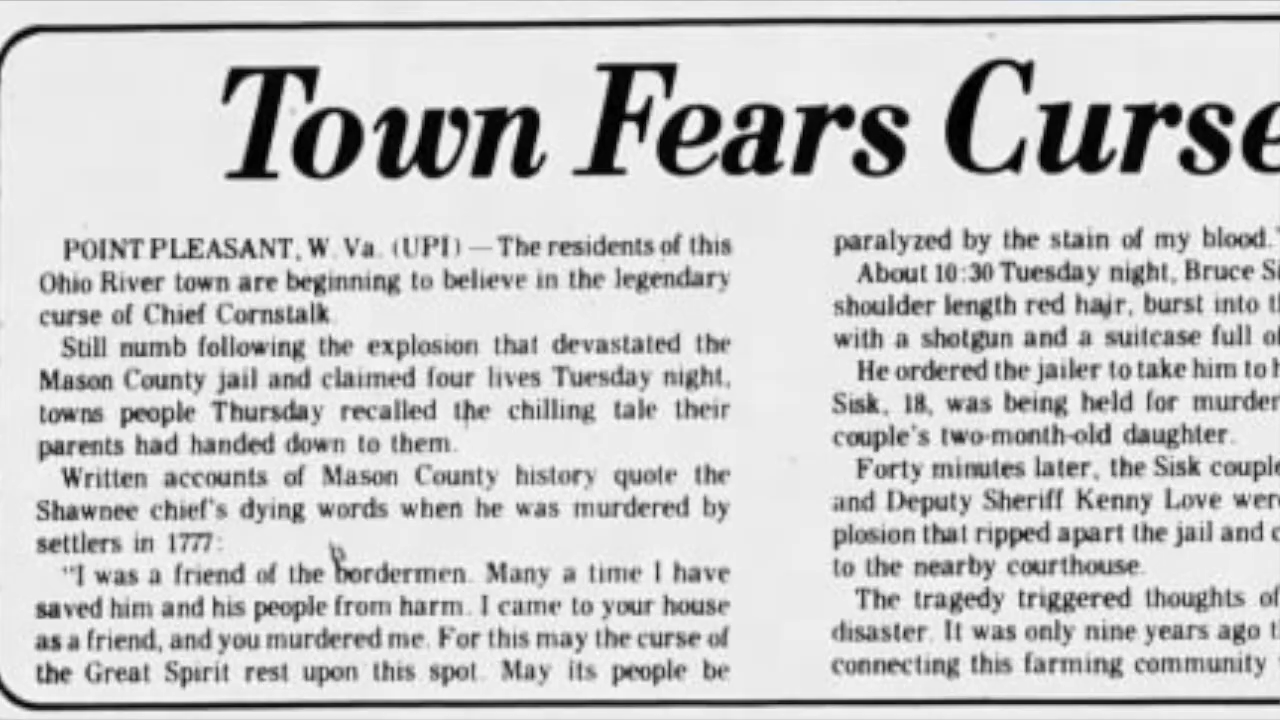 Town Fears Curse
POINT PLEASANT, W. Va. (UPI) — The residents of this
Ohio River town are beginning to believe in the legendary
curse of Chief Cornstalk
Still numb following the explosion that devastated the
Mason County jail and claimed four lives Tuesday night,
towns people Thursday recalled the chilling tale their
parents had handed down to them.
Written accounts of Mason County history quote the
Shawnee chief's dying words when he was murdered by
settlers in 1777:
"I was a friend of the bordermen. Many a time I have
saved him and his people from harm. I came to your house
as a friend, and you murdered me. For this may the curse of
the Great Spirit rest upon this spot. May its people be
paralyzed by the stain of my blood."
About 10:30 Tuesday night, Bruce Si
shoulder length red hair, burst into t
with a shotgun and a suitcase full o
He ordered the jailer to take him to h
Sisk, 18, was being held for murder
couple's two-month-old daughter.
Forty minutes later, the Sisk couple
and Deputy Sheriff Kenny Love wer
plosion that ripped apart the jail and
to the nearby courthouse.
The tragedy triggered thoughts of
disaster. It was only nine years ago t
connecting this farming community